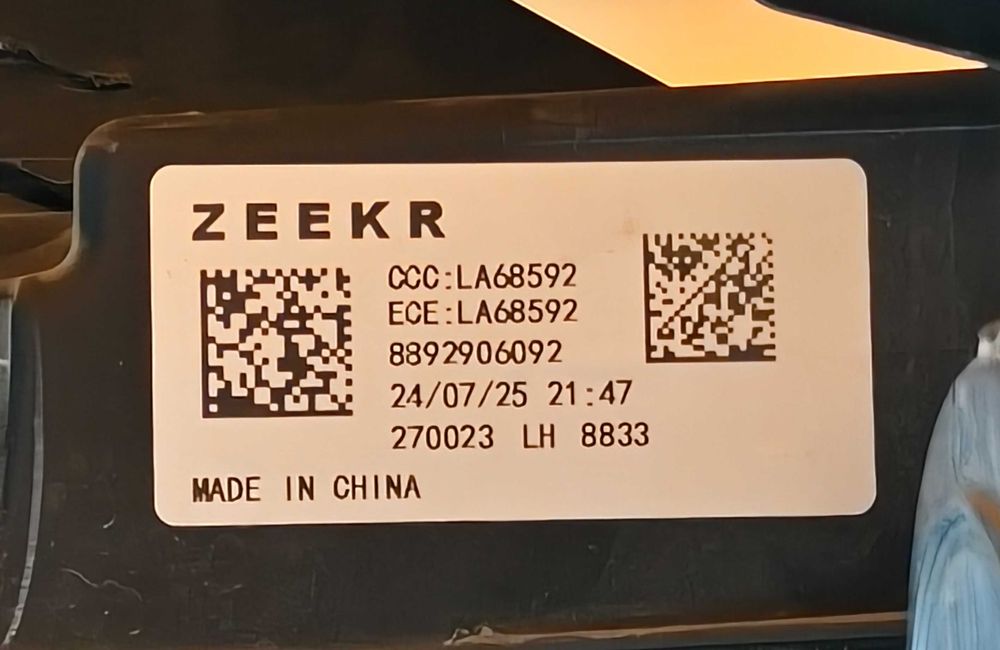 ZEEKR
CCC:LA68592
ECE:LA68592
8892906092
24/07/25 21:47
270023 LH 8833
MADE IN CHINA